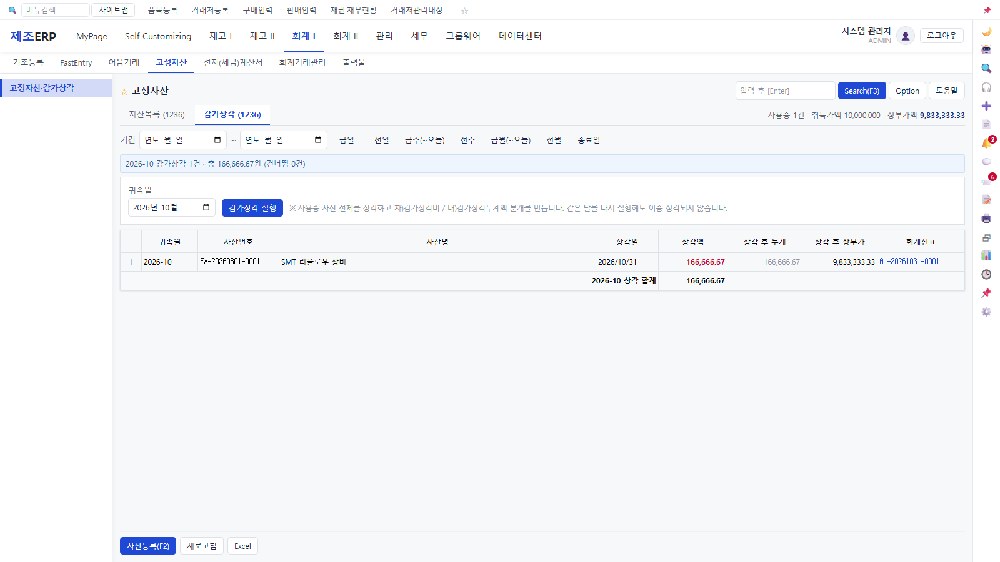 메뉴검색 사이트맵 품목등록 거래처등록 구매입력 판매입력 채권·채무현황 거래처관리대장 ☆
제조ERP MyPage Self-Customizing 재고 I 재고 II 회계 I 회계 II 관리 세무 그룹웨어 데이터센터 시스템 관리자 로그아웃
ADMIN
기초등록 FastEntry 어음거래 고정자산 전자(세금)계산서 회계거래관리 출력물
고정자산·감가상각
☆ 고정자산 입력 후 [Enter] Search(F3) Option 도움말
자산목록 (1236) 감가상각 (1236) 사용중 1건 · 취득가액 10,000,000 · 장부가액 9,833,333.33
기간 연도-월-일 ~ 연도-월-일 금일 전일 금주(~오늘) 전주 금월(~오늘) 전월 종료일
2026-10 감가상각 1건 · 총 166,666.67원 (건너뜀 0건)
귀속월
2026년 10월 감가상각 실행 ※ 사용중 자산 전체를 상각하고 차)감가상각비 / 대)감가상각누계액 분개를 만듭니다. 같은 달을 다시 실행해도 이중 상각되지 않습니다.
귀속월 자산번호 자산명 상각일 상각액 상각 후 누계 상각 후 장부가 회계전표
1 2026-10 FA-20260801-0001 SMT 리플로우 장비 2026/10/31 166,666.67 166,666.67 9,833,333.33 GL-20261031-0001
2026-10 상각 합계 166,666.67
자산등록(F2) 새로고침 Excel
2
6